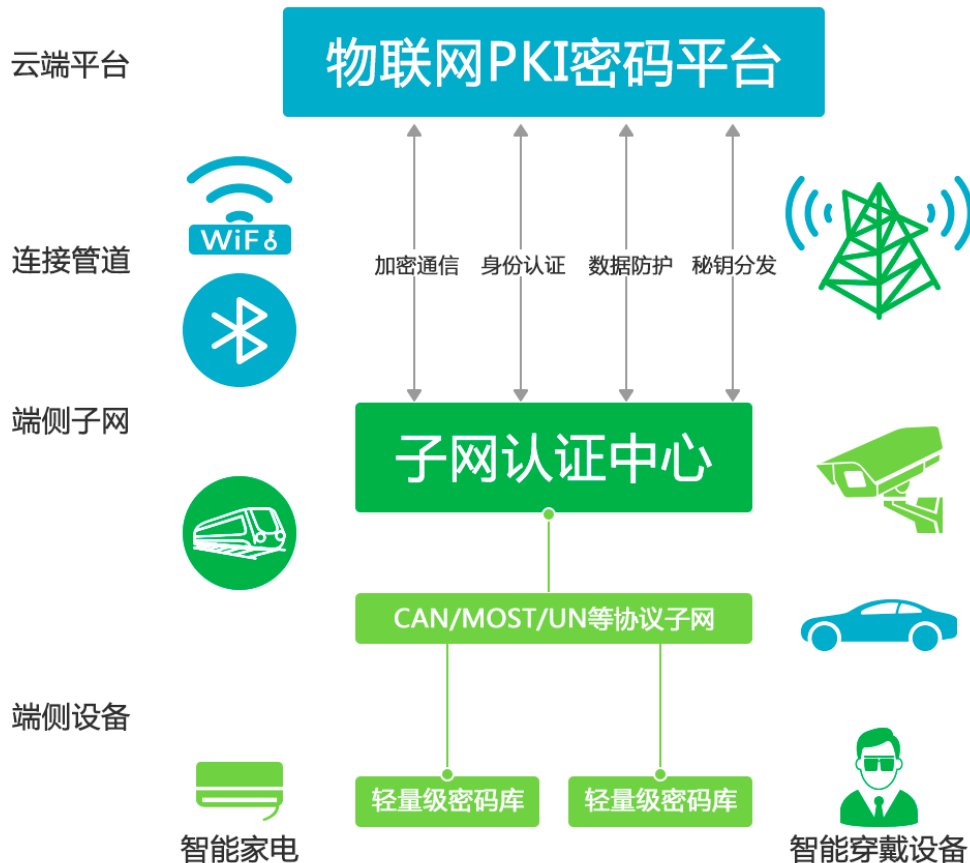 云端平台
物联网PKI密码平台
WiFi
连接管道
加密通信
身份认证
数据防护
秘钥分发
端侧子网
子网认证中心
CAN/MOST/UN等协议子网
端侧设备
轻量级密码库
轻量级密码库
智能家电
智能穿戴设备